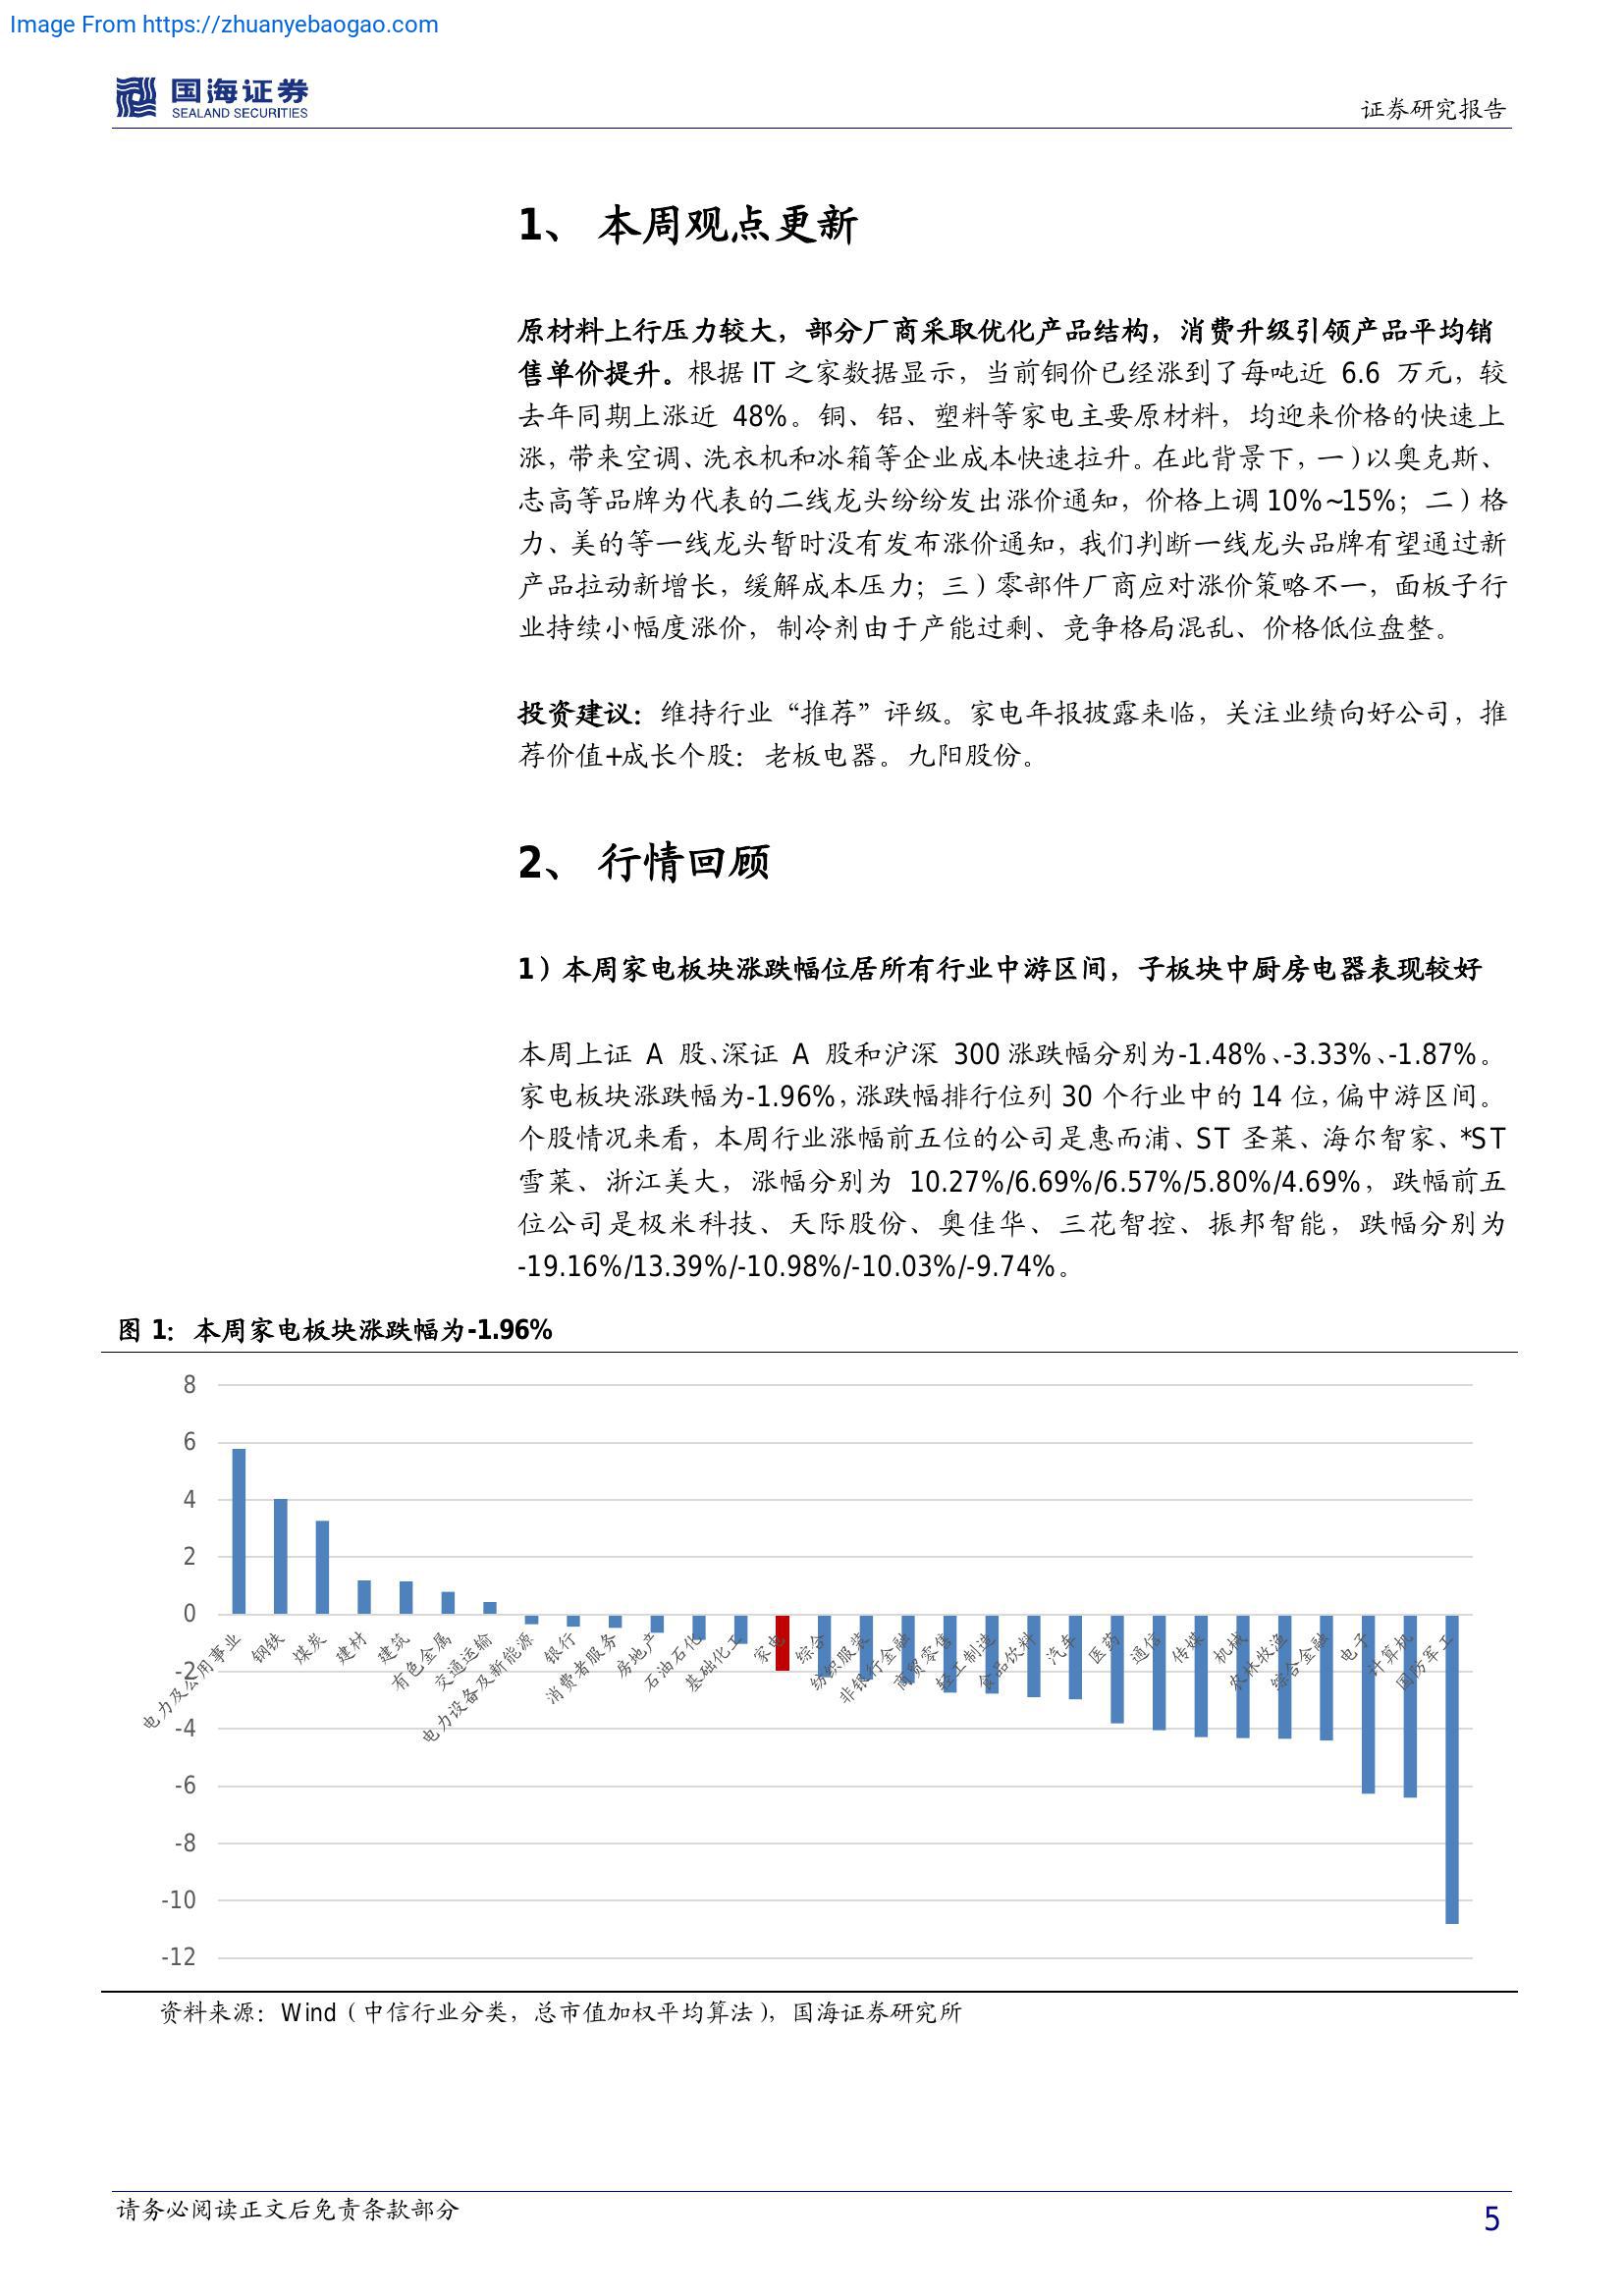 Image From https://zhuanyebaogao.com
国海证券
SEALAND SECURITIES
证券研究报告
1、 本周观点更新
原材料上行压力较大，部分厂商采取优化产品结构，消费升级引领产品平均销
售单价提升。根据 IT 之家数据显示，当前铜价已经涨到了每吨近 6.6 万元，较
去年同期上涨近 48%。铜、铝、塑料等家电主要原材料，均迎来价格的快速上
涨，带来空调、洗衣机和冰箱等企业成本快速拉升。在此背景下，一）以奥克斯、
志高等品牌为代表的二线龙头纷纷发出涨价通知，价格上调 10%~15%；二）格
力、美的等一线龙头暂时没有发布涨价通知，我们判断一线龙头品牌有望通过新
产品拉动新增长，缓解成本压力；三）零部件厂商应对涨价策略不一，面板子行
业持续小幅度涨价，制冷剂由于产能过剩、竞争格局混乱、价格低位盘整。
投资建议：维持行业“推荐”评级。家电年报披露来临，关注业绩向好公司，推
荐价值+成长个股：老板电器。九阳股份。
2、 行情回顾
1）本周家电板块涨跌幅位居所有行业中游区间，子板块中厨房电器表现较好
本周上证 A 股、深证 A 股和沪深 300 涨跌幅分别为-1.48%、-3.33%、-1.87%。
家电板块涨跌幅为-1.96%，涨跌幅排行位列 30 个行业中的 14 位，偏中游区间。
个股情况来看，本周行业涨幅前五位的公司是惠而浦、ST 圣莱、海尔智家、*ST
雪莱、浙江美大，涨幅分别为 10.27%/6.69%/6.57%/5.80%/4.69%，跌幅前五
位公司是极米科技、天际股份、奥佳华、三花智控、振邦智能，跌幅分别为
-19.16%/13.39%/-10.98%/-10.03%/-9.74%。
图 1：本周家电板块涨跌幅为-1.96%
8
6
4
2
0
-2
-4
-6
-8
-10
-12
电力及公用事业
钢铁
煤炭
建材
建筑
有色金属
交通运输
电力设备及新能源
银行
消费者服务
房地产
石油石化
基础化工
家电
综合
纺织服装
非银行金融
商贸零售
轻工制造
食品饮料
汽车
医药
通信
传媒
机械
农林牧渔
综合金融
电子
计算机
国防军工
资料来源：Wind（中信行业分类，总市值加权平均算法），国海证券研究所
请务必阅读正文后免责条款部分
5